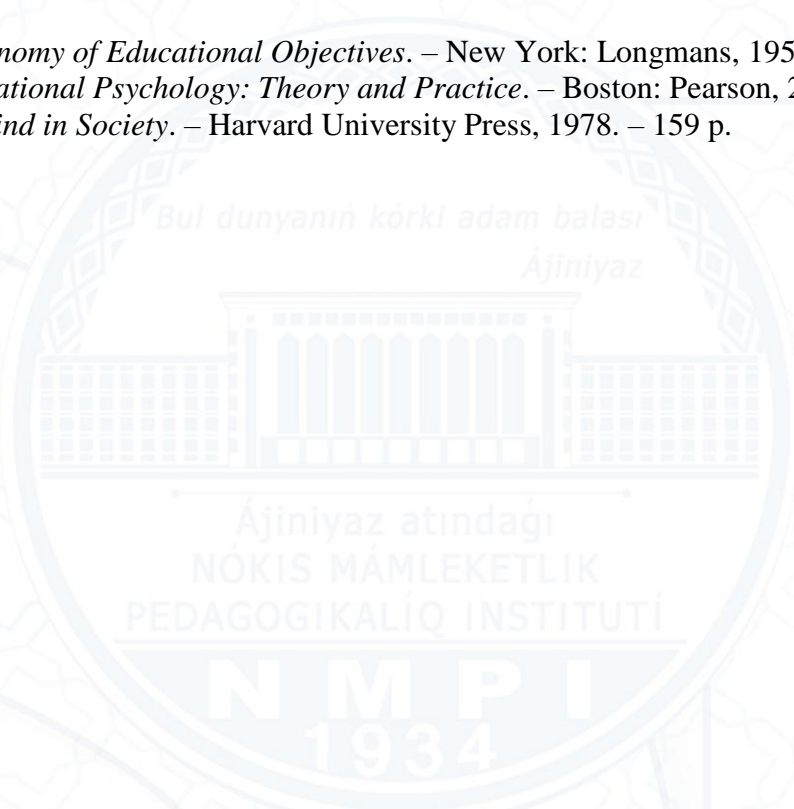 nomy of Educational Objectives. – New York: Longmans, 195
ational Psychology: Theory and Practice. – Boston: Pearson, 2
ind in Society. – Harvard University Press, 1978. – 159 p.
Bul dunyanıń kórki adam balası
Ájiniyaz
Ájiniyaz atındaǵı
NÓKIS MÁMLEKETLIK
PEDAGOGIKALÍQ INSTITUTÍ
NMPI
1934